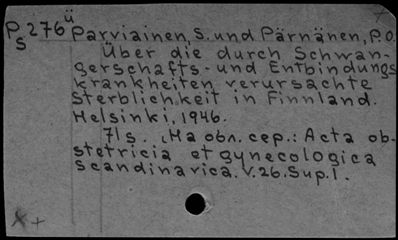 Ps 276ü Parviainen, S. und Pärnänen, P.O.
Über die durch Schwan-
gerschafts- und Entbindungs
krankheiten verursachte
Sterblichkeit in Finnland.
Helsinki, 1946.
71 s. (На обл. сер.: Acta ob-
stetricia et gynecologica
scandinavica. V. 26. Sup. 1.